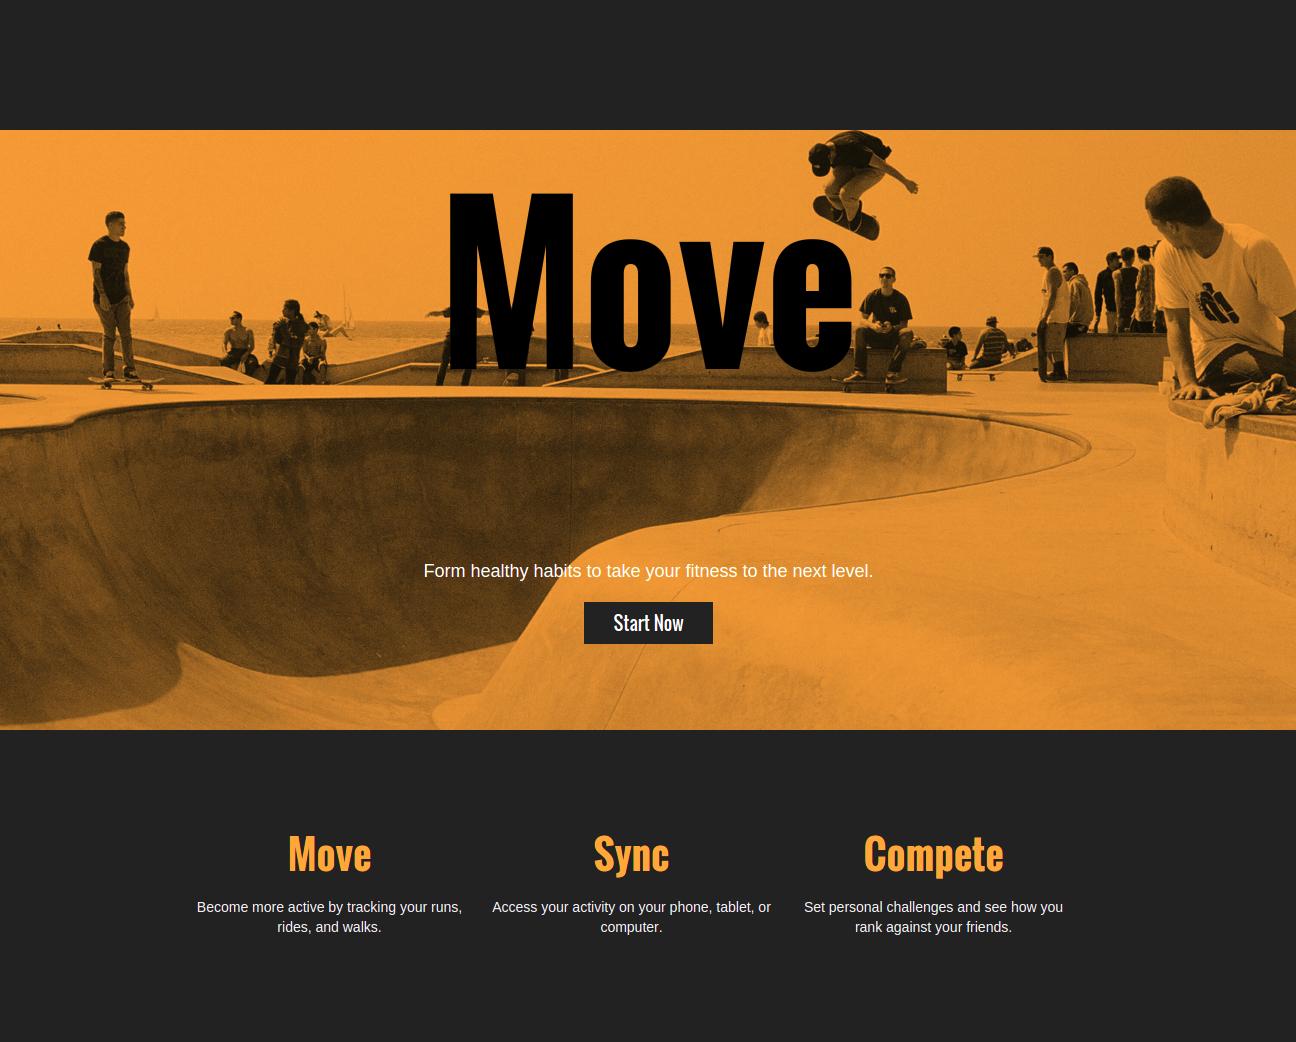 Move
Form healthy habits to take your fitness to the next level.
Start Now
Move
Become more active by tracking your runs,
rides, and walks.
Sync
Access your activity on your phone, tablet, or
computer.
Compete
Set personal challenges and see how you
rank against your friends.